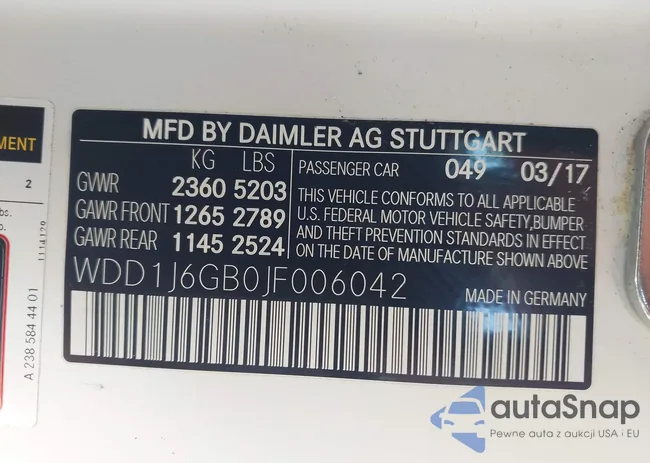 MENT
2
bs.
1114120
A 238 584 44 01
MFD BY DAIMLER AG STUTTGART
KG LBS
GWR 2360 5203
GAWR FRONT 1265 2789
GAWR REAR 1145 2524
PASSENGER CAR 049 03/17
THIS VEHICLE CONFORMS TO ALL APPLICABLE
U.S. FEDERAL MOTOR VEHICLE SAFETY,BUMPER
AND THEFT PREVENTION STANDARDS IN EFFECT
ON THE DATE OF MANUFACTURE SHOWN ABOVE
WDD1J6GB0JF006042
MADE IN GERMANY
autaSnap
Pewne auta z aukcji USA i EU